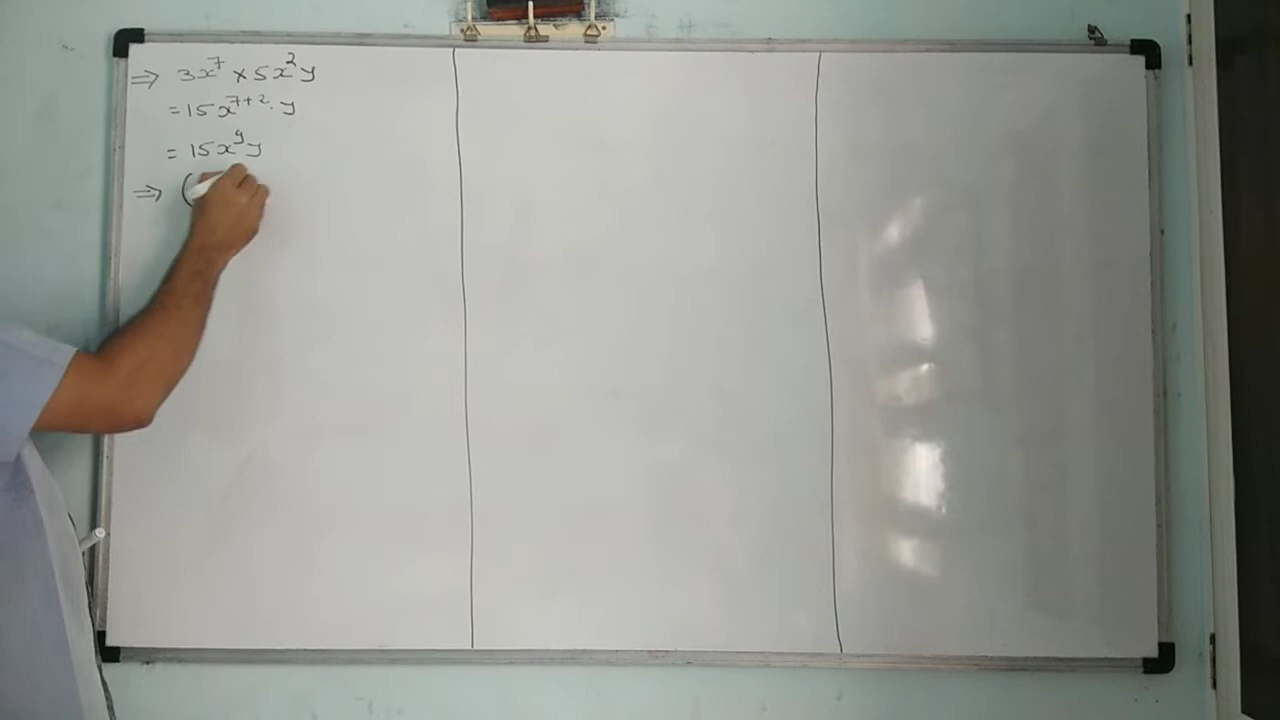 ⇒ 3x⁷ × 5x²y
= 15x⁷⁺² · y
= 15x⁹y
⇒ (